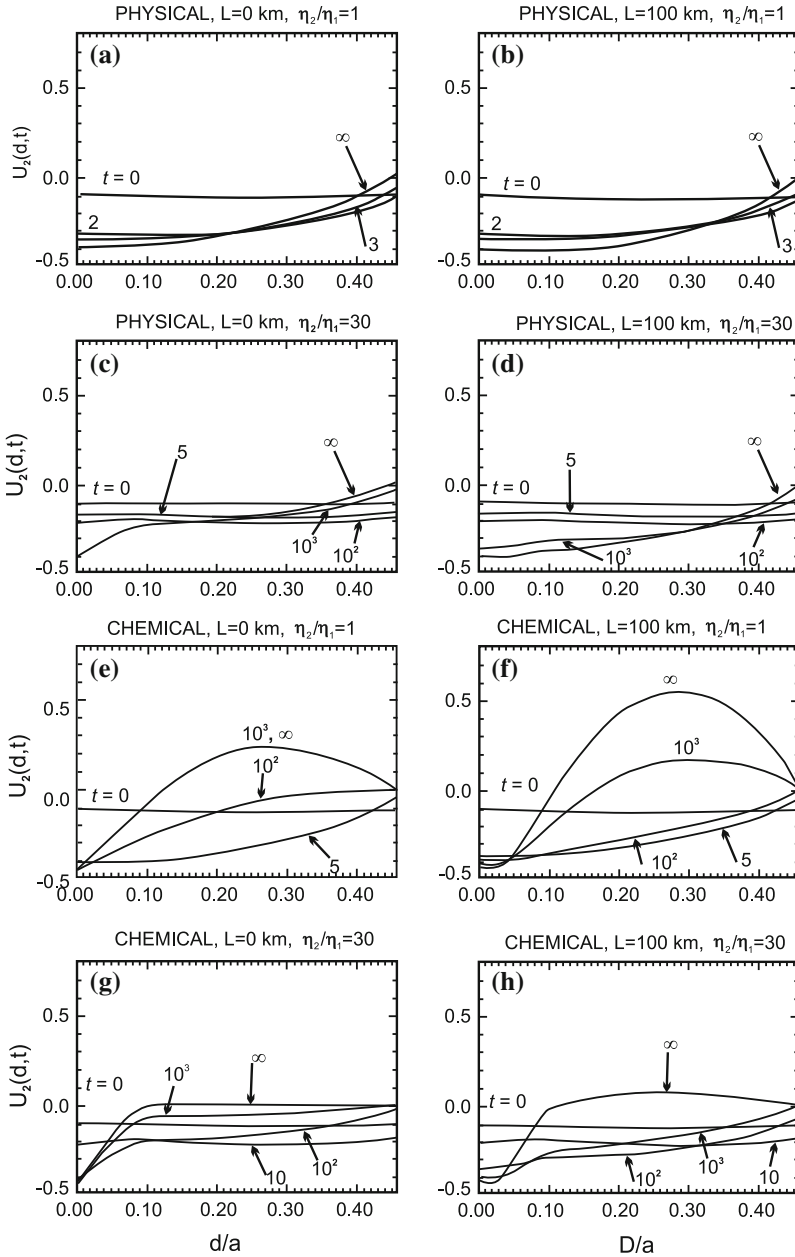 PHYSICAL, L=0 km, η₂/η₁=1
(a)
U₂(d,t)
0.5
0.0
-0.5
t = 0
∞
2
3
0.00 0.10 0.20 0.30 0.40
PHYSICAL, L=100 km, η₂/η₁=1
(b)
0.5
0.0
-0.5
t = 0
∞
2
3
0.00 0.10 0.20 0.30 0.40
PHYSICAL, L=0 km, η₂/η₁=30
(c)
U₂(d,t)
0.5
0.0
-0.5
5
∞
t = 0
10³
10²
0.00 0.10 0.20 0.30 0.40
PHYSICAL, L=100 km, η₂/η₁=30
(d)
0.5
0.0
-0.5
5
∞
t = 0
10³
10²
0.00 0.10 0.20 0.30 0.40
CHEMICAL, L=0 km, η₂/η₁=1
(e)
U₂(d,t)
0.5
0.0
-0.5
10³, ∞
10²
t = 0
5
0.00 0.10 0.20 0.30 0.40
CHEMICAL, L=100 km, η₂/η₁=1
(f)
0.5
0.0
-0.5
∞
10³
t = 0
10²
5
0.00 0.10 0.20 0.30 0.40
CHEMICAL, L=0 km, η₂/η₁=30
(g)
U₂(d,t)
0.5
0.0
-0.5
t = 0
10³
∞
10
10²
0.00 0.10 0.20 0.30 0.40
d/a
CHEMICAL, L=100 km, η₂/η₁=30
(h)
0.5
0.0
-0.5
∞
t = 0
10²
10³
10
0.00 0.10 0.20 0.30 0.40
D/a